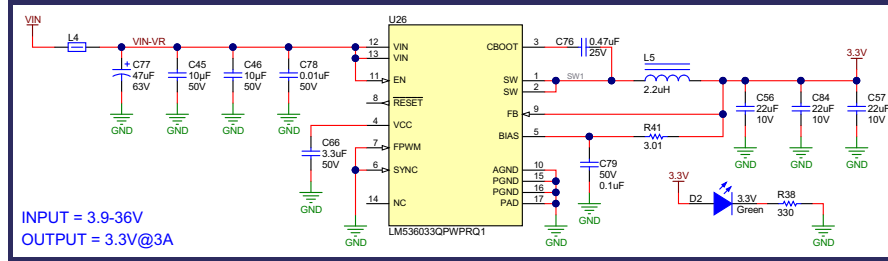 VIN
L4
VIN-VR
C77
47uF
63V
GND
C45
10µF
50V
GND
C46
10µF
50V
GND
C78
0.01uF
50V
GND
C66
3.3uF
50V
GND
GND
U26
12 VIN
13 VIN
11 EN
8 RESET
4 VCC
7 FPWM
6 SYNC
14 NC
CBOOT 3
SW 1
SW 2
FB 9
BIAS 5
AGND 10
PGND 15
PGND 16
PAD 17
LM536033QPWPRQ1
C76
0.47uF
25V
SW1
L5
2.2uH
R41
3.01
C79
50V
0.1uF
GND
GND
3.3V
C56
22uF
10V
GND
C84
22uF
10V
GND
C57
22uF
10V
GND
3.3V
D2
3.3V
Green
R38
330
GND
INPUT = 3.9-36V
OUTPUT = 3.3V@3A